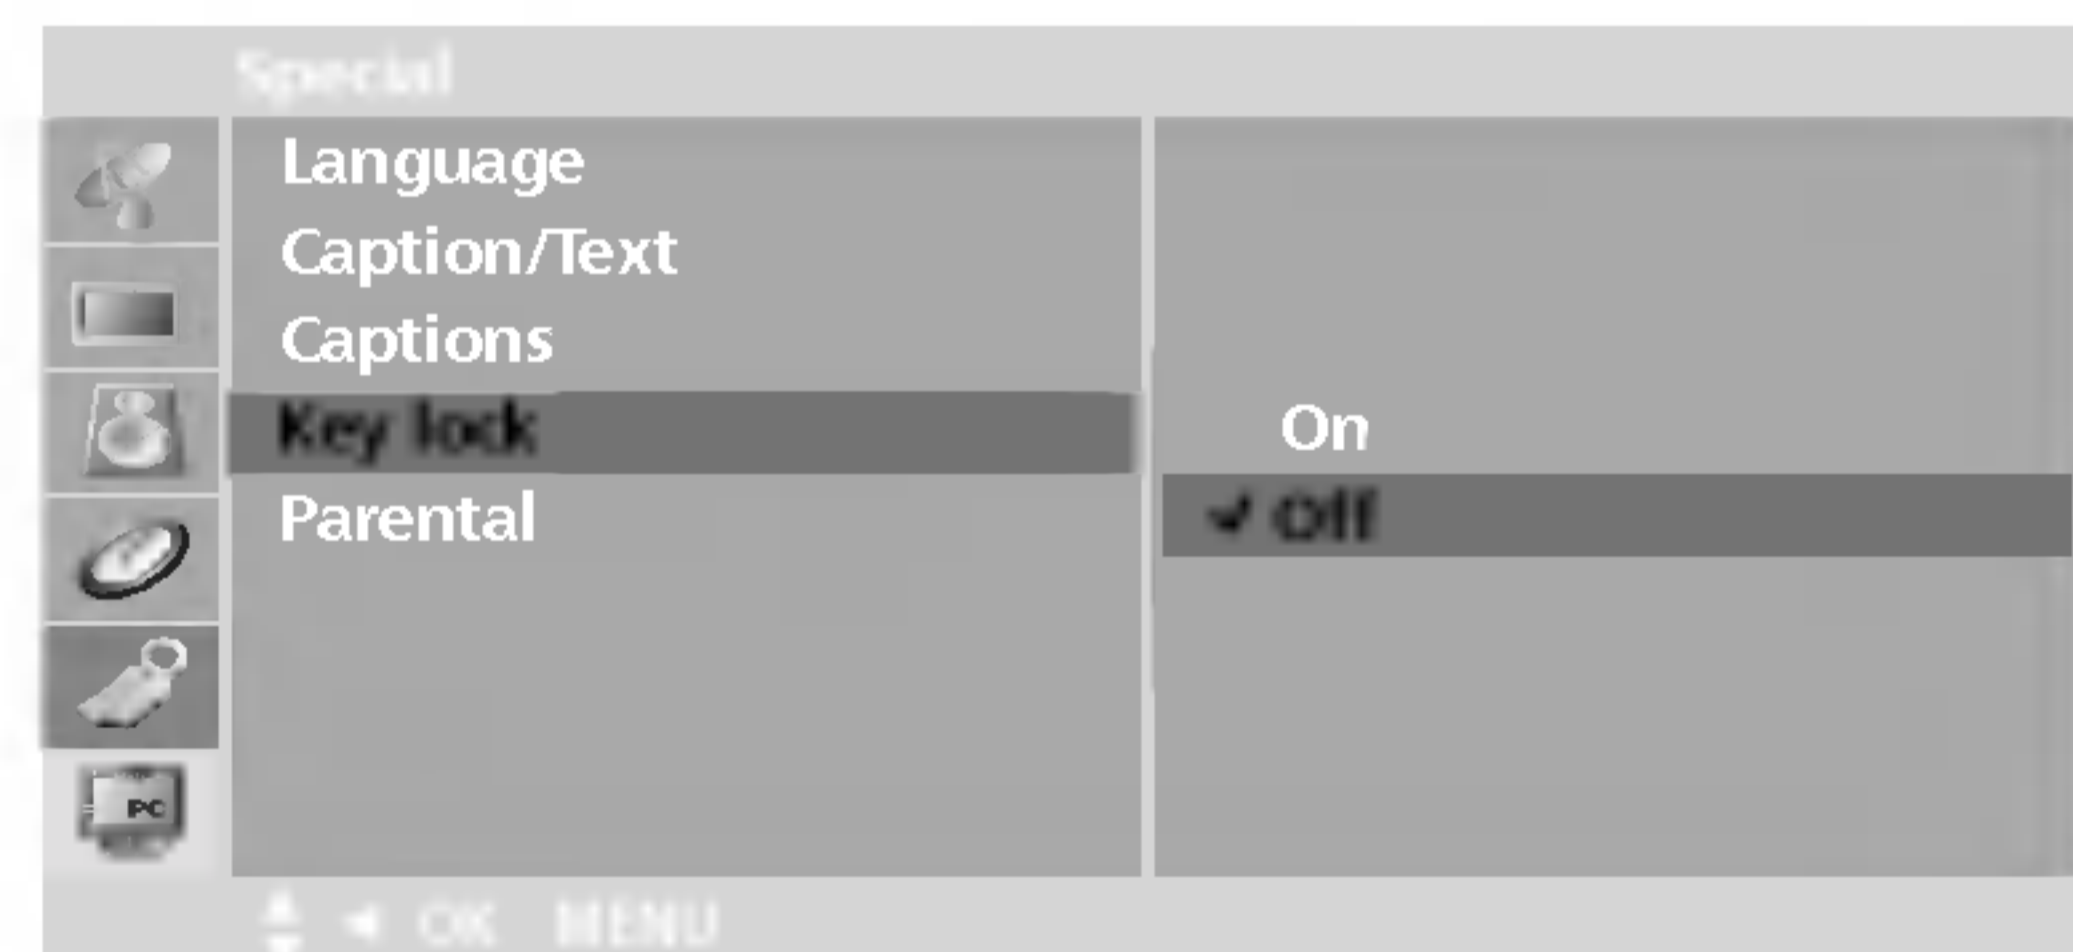 Special
Language
Caption/Text
Captions
Key lock
On
Parental
✔ Off
PC
OK MENU